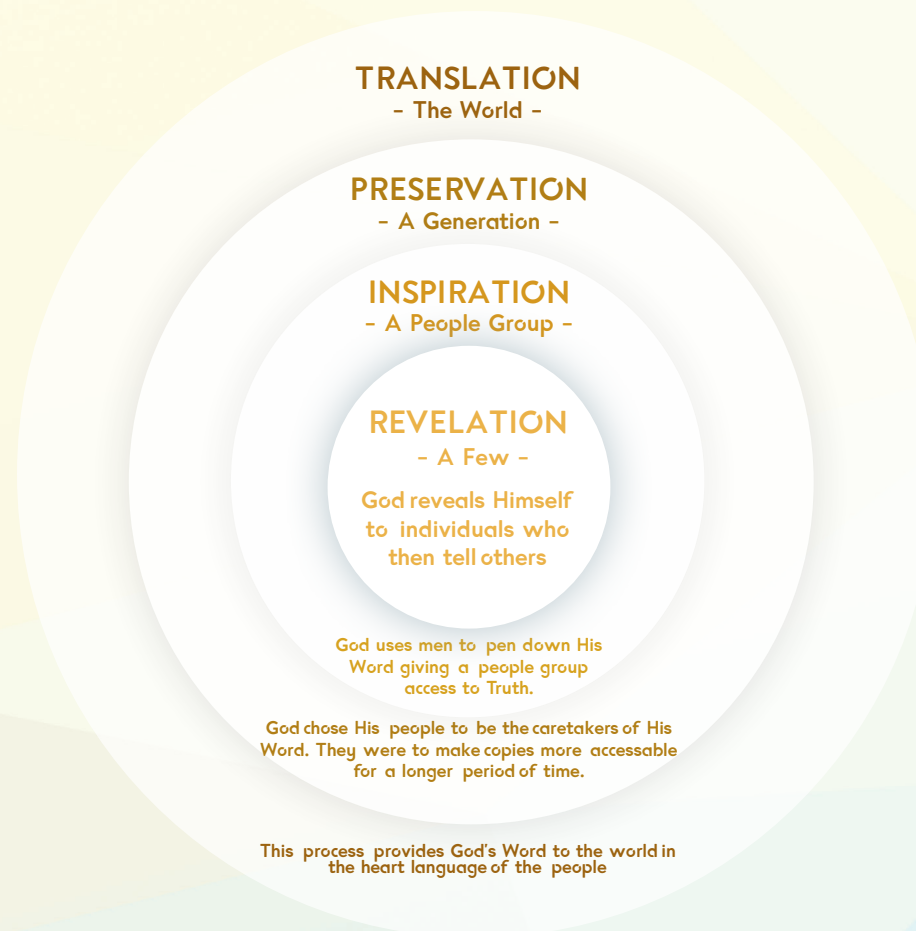 TRANSLATION
- The World -
PRESERVATION
- A Generation -
INSPIRATION
- A People Group -
REVELATION
- A Few -
God reveals Himself
to individuals who
then tell others
God uses men to pen down His
Word giving a people group
access to Truth.
God chose His people to be the caretakers of His
Word. They were to make copies more accessable
for a longer period of time.
This process provides God's Word to the world in
the heart language of the people